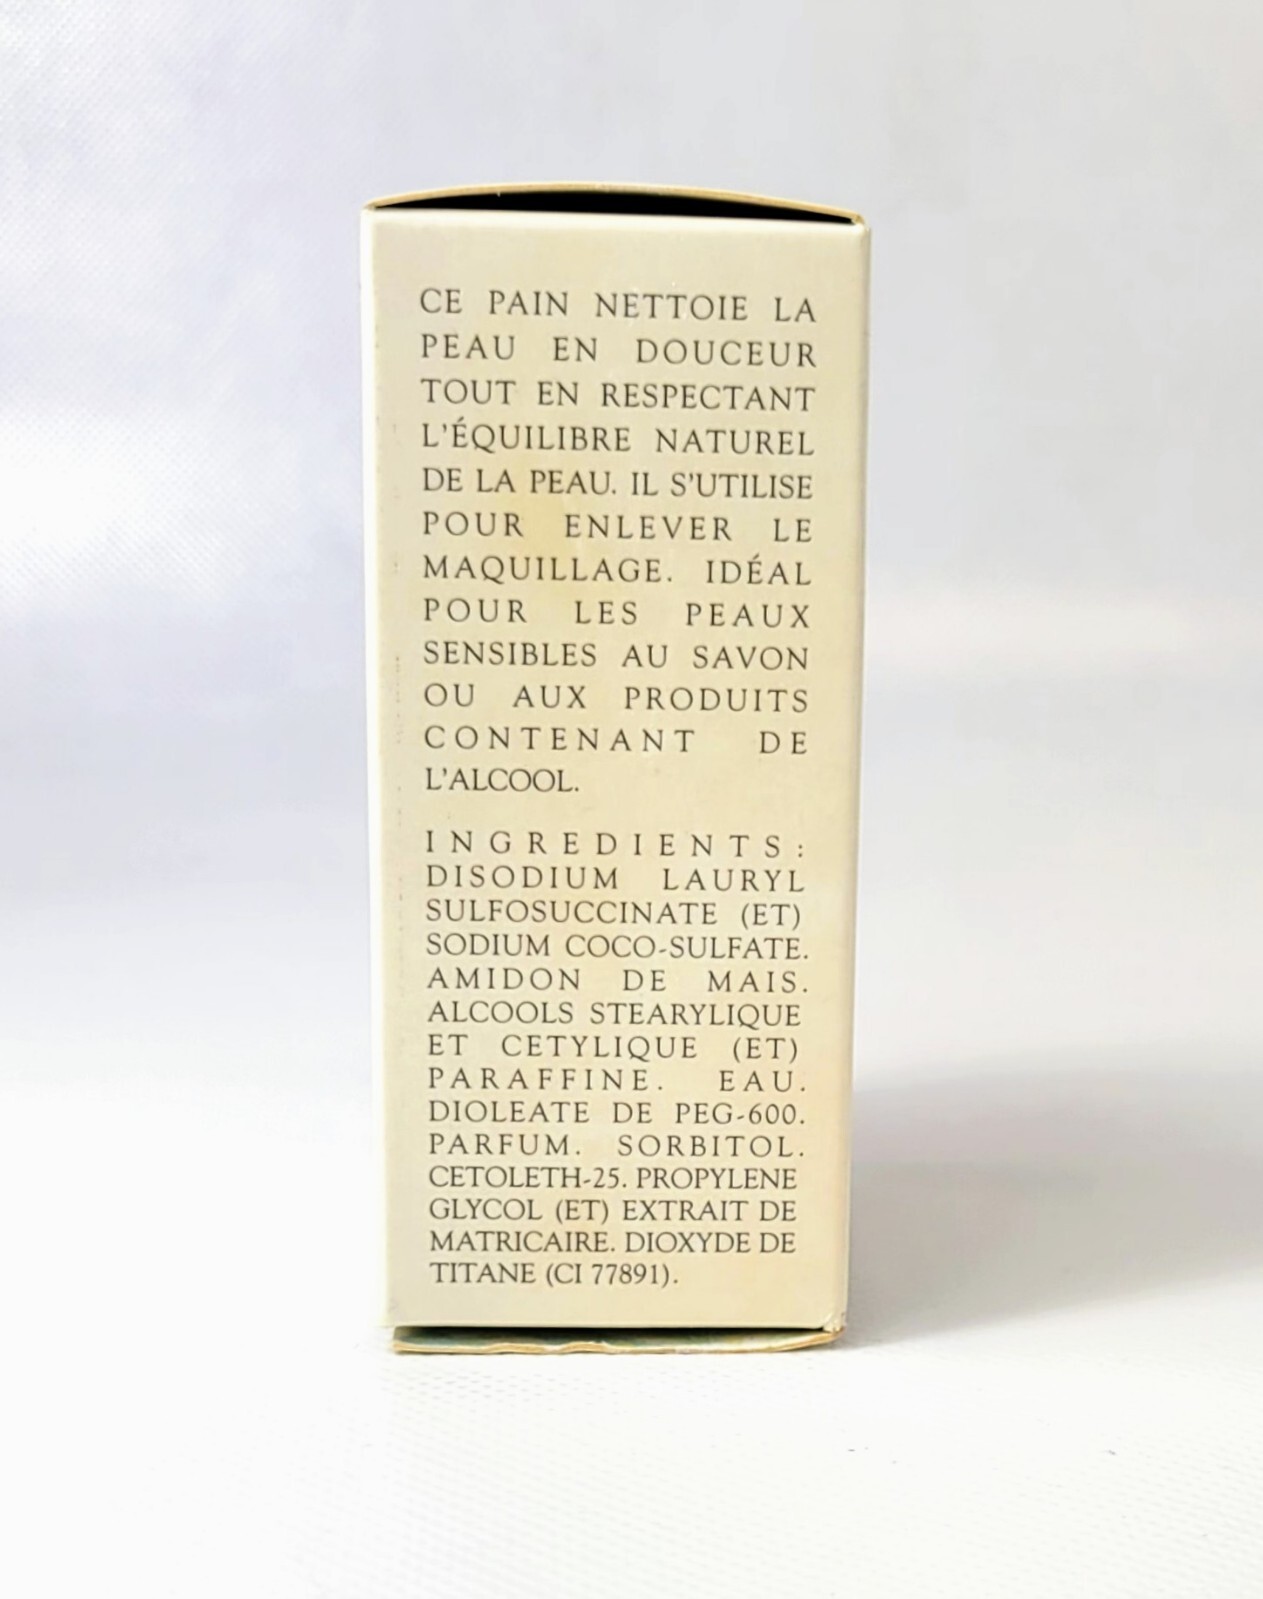 CE PAIN NETTOIE LA
PEAU EN DOUCEUR
TOUT EN RESPECTANT
L'ÉQUILIBRE NATUREL
DE LA PEAU. IL S'UTILISE
POUR ENLEVER LE
MAQUILLAGE. IDÉAL
POUR LES PEAUX
SENSIBLES AU SAVON
OU AUX PRODUITS
CONTENANT DE
L'ALCOOL.
INGREDIENTS:
DISODIUM LAURYL
SULFOSUCCINATE (ET)
SODIUM COCO-SULFATE.
AMIDON DE MAIS.
ALCOOLS STEARYLIQUE
ET CETYLIQUE (ET)
PARAFFINE. EAU.
DIOLEATE DE PEG-600.
PARFUM. SORBITOL.
CETOLETH-25. PROPYLENE
GLYCOL (ET) EXTRAIT DE
MATRICAIRE. DIOXYDE DE
TITANE (CI 77891).